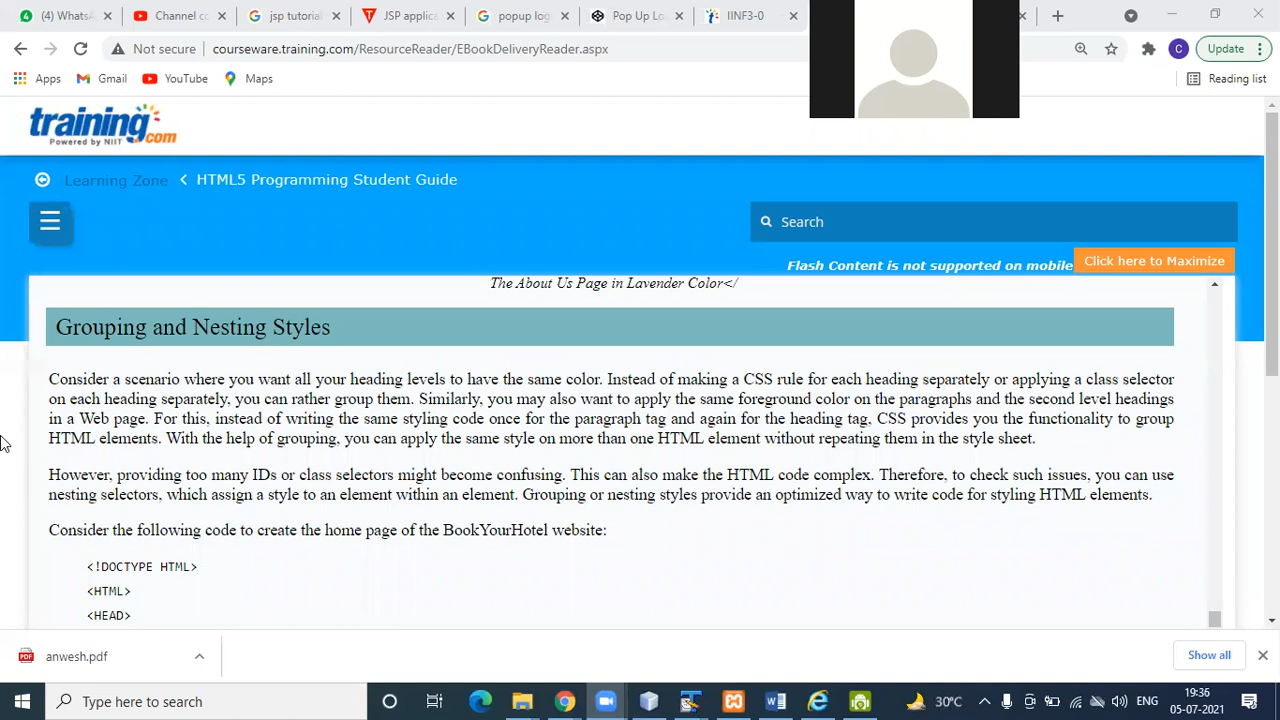 (4) WhatsA
Channel co
jsp tutorial
JSP applica
popup log
Pop Up Lo
IINF3-0
Not secure courseware.training.com/ResourceReader/EBookDeliveryReader.aspx
C
Update
Apps Gmail YouTube Maps
Reading list
training.com
Powered by NIIT
Learning Zone HTML5 Programming Student Guide
Search
Flash Content is not supported on mobile
Click here to Maximize
The About Us Page in Lavender Color</
Grouping and Nesting Styles
Consider a scenario where you want all your heading levels to have the same color. Instead of making a CSS rule for each heading separately or applying a class selector
on each heading separately, you can rather group them. Similarly, you may also want to apply the same foreground color on the paragraphs and the second level headings
in a Web page. For this, instead of writing the same styling code once for the paragraph tag and again for the heading tag, CSS provides you the functionality to group
HTML elements. With the help of grouping, you can apply the same style on more than one HTML element without repeating them in the style sheet.
However, providing too many IDs or class selectors might become confusing. This can also make the HTML code complex. Therefore, to check such issues, you can use
nesting selectors, which assign a style to an element within an element. Grouping or nesting styles provide an optimized way to write code for styling HTML elements.
Consider the following code to create the home page of the BookYourHotel website:
<!DOCTYPE HTML>
<HTML>
<HEAD>
anwesh.pdf
Show all
Type here to search
30°C
ENG
19:36
05-07-2021